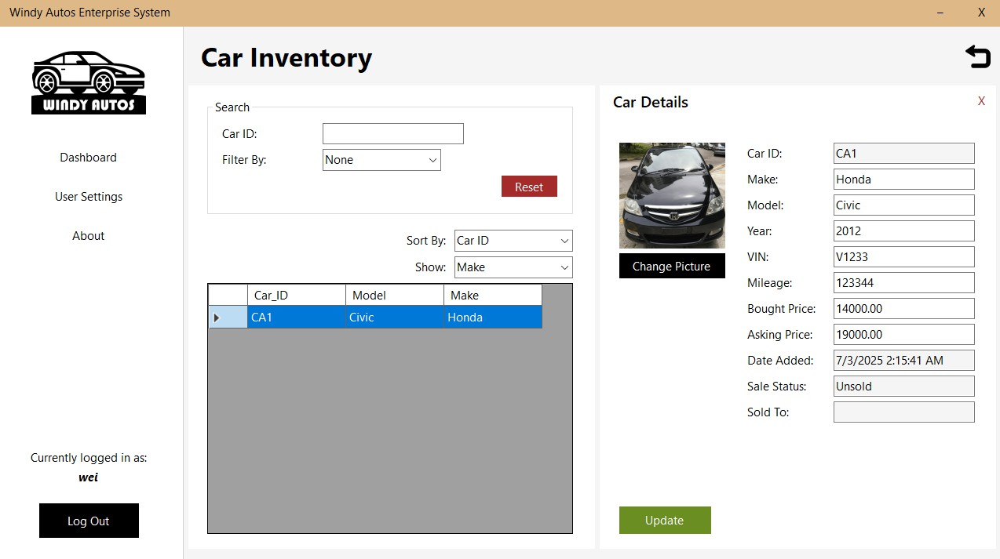 Windy Autos Enterprise System
– X
WINDY AUTOS
Dashboard
User Settings
About
Currently logged in as:
wei
Log Out
Car Inventory
Search
Car ID:
Filter By: None
Reset
Sort By: Car ID
Show: Make
Car_ID Model Make
CA1 Civic Honda
Car Details
X
Change Picture
Car ID: CA1
Make: Honda
Model: Civic
Year: 2012
VIN: V1233
Mileage: 123344
Bought Price: 14000.00
Asking Price: 19000.00
Date Added: 7/3/2025 2:15:41 AM
Sale Status: Unsold
Sold To:
Update